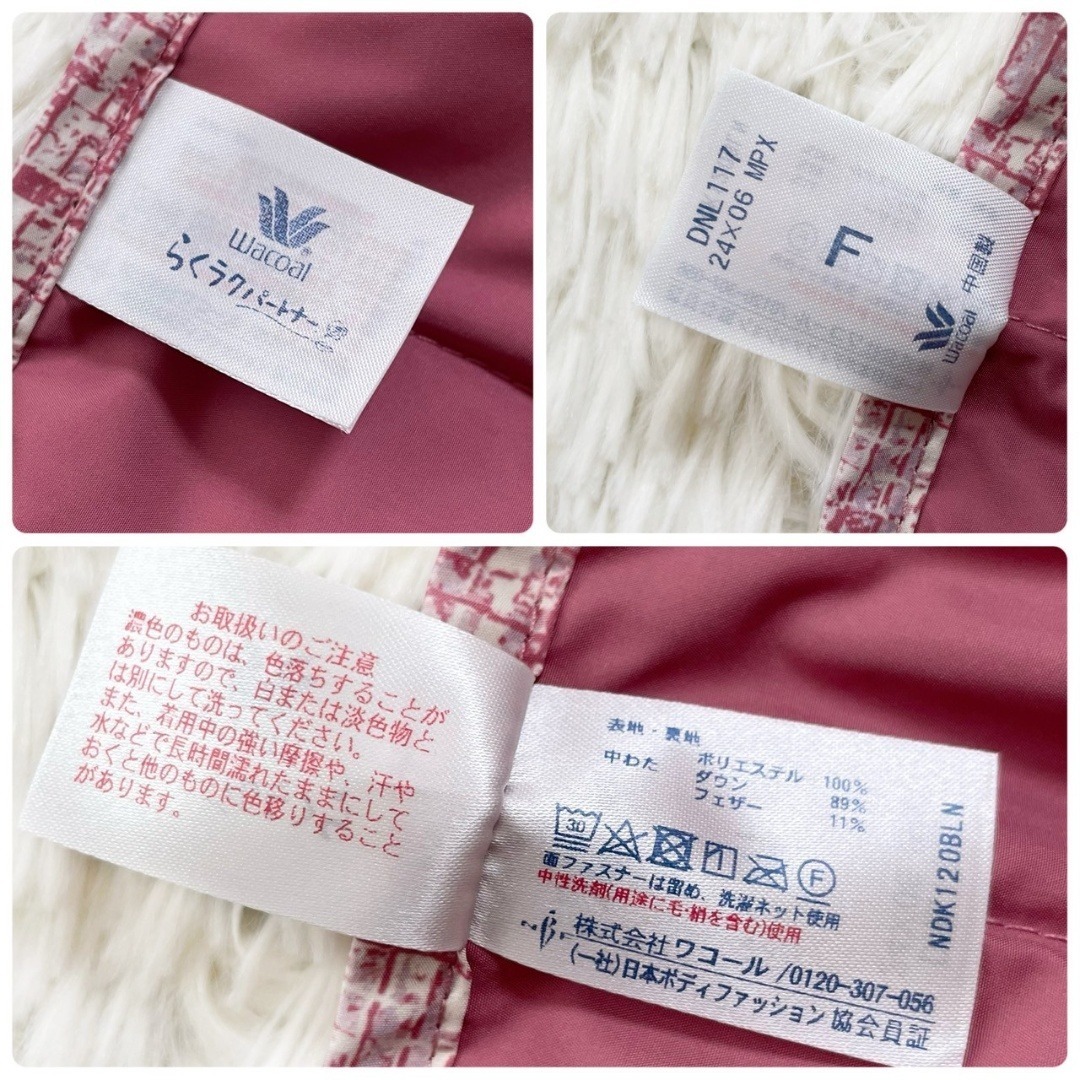 Wacoal
らくラクパートナー
DNL117
24×06 MPX
F
Wacoal 中国製
お取扱いのご注意
濃色のものは、色落ちすることが
ありますので、白または淡色物と
は別にして洗ってください。
また、着用中の強い摩擦や、汗や
水などで長時間濡れたままにして
おくと他のものに色移りすること
があります。
表地・裏地
ポリエステル 100%
中わた ダウン 89%
フェザー 11%
30
F
面ファスナーは留め、洗濯ネット使用
中性洗剤(用途に毛・絹を含む)使用
株式会社ワコール/0120-307-056
(一社)日本ボディファッション協会員証
NDK120BLN